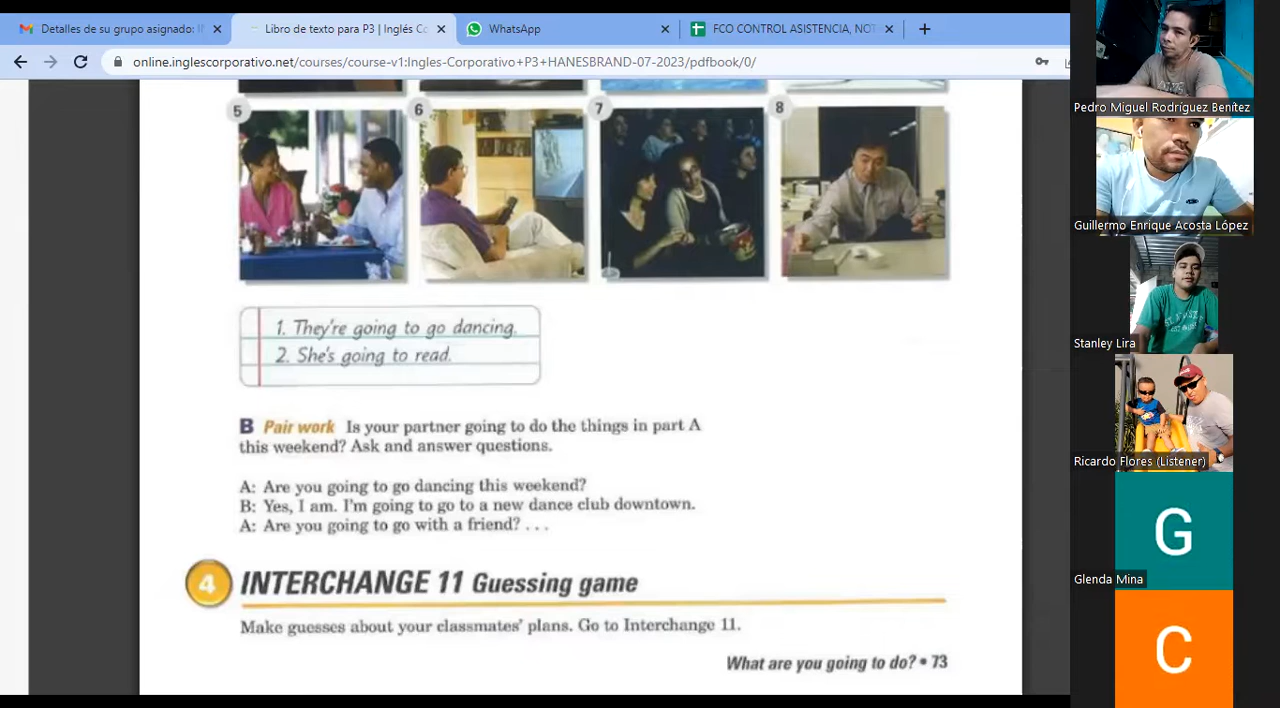 Detalles de su grupo asignado: I
Libro de texto para P3 | Inglés Co
WhatsApp
FCO CONTROL ASISTENCIA, NOT
online.inglescorporativo.net/courses/course-v1:Ingles-Corporativo+P3+HANESBRAND-07-2023/pdfbook/0/
5
6
7
8
1. They're going to go dancing.
2. She's going to read.
B Pair work Is your partner going to do the things in part A
this weekend? Ask and answer questions.
A: Are you going to go dancing this weekend?
B: Yes, I am. I'm going to go to a new dance club downtown.
A: Are you going to go with a friend? . . .
4 INTERCHANGE 11 Guessing game
Make guesses about your classmates' plans. Go to Interchange 11.
What are you going to do? • 73
Pedro Miguel Rodríguez Benítez
Guillermo Enrique Acosta López
Stanley Lira
Ricardo Flores (Listener)
G
Glenda Mina
C